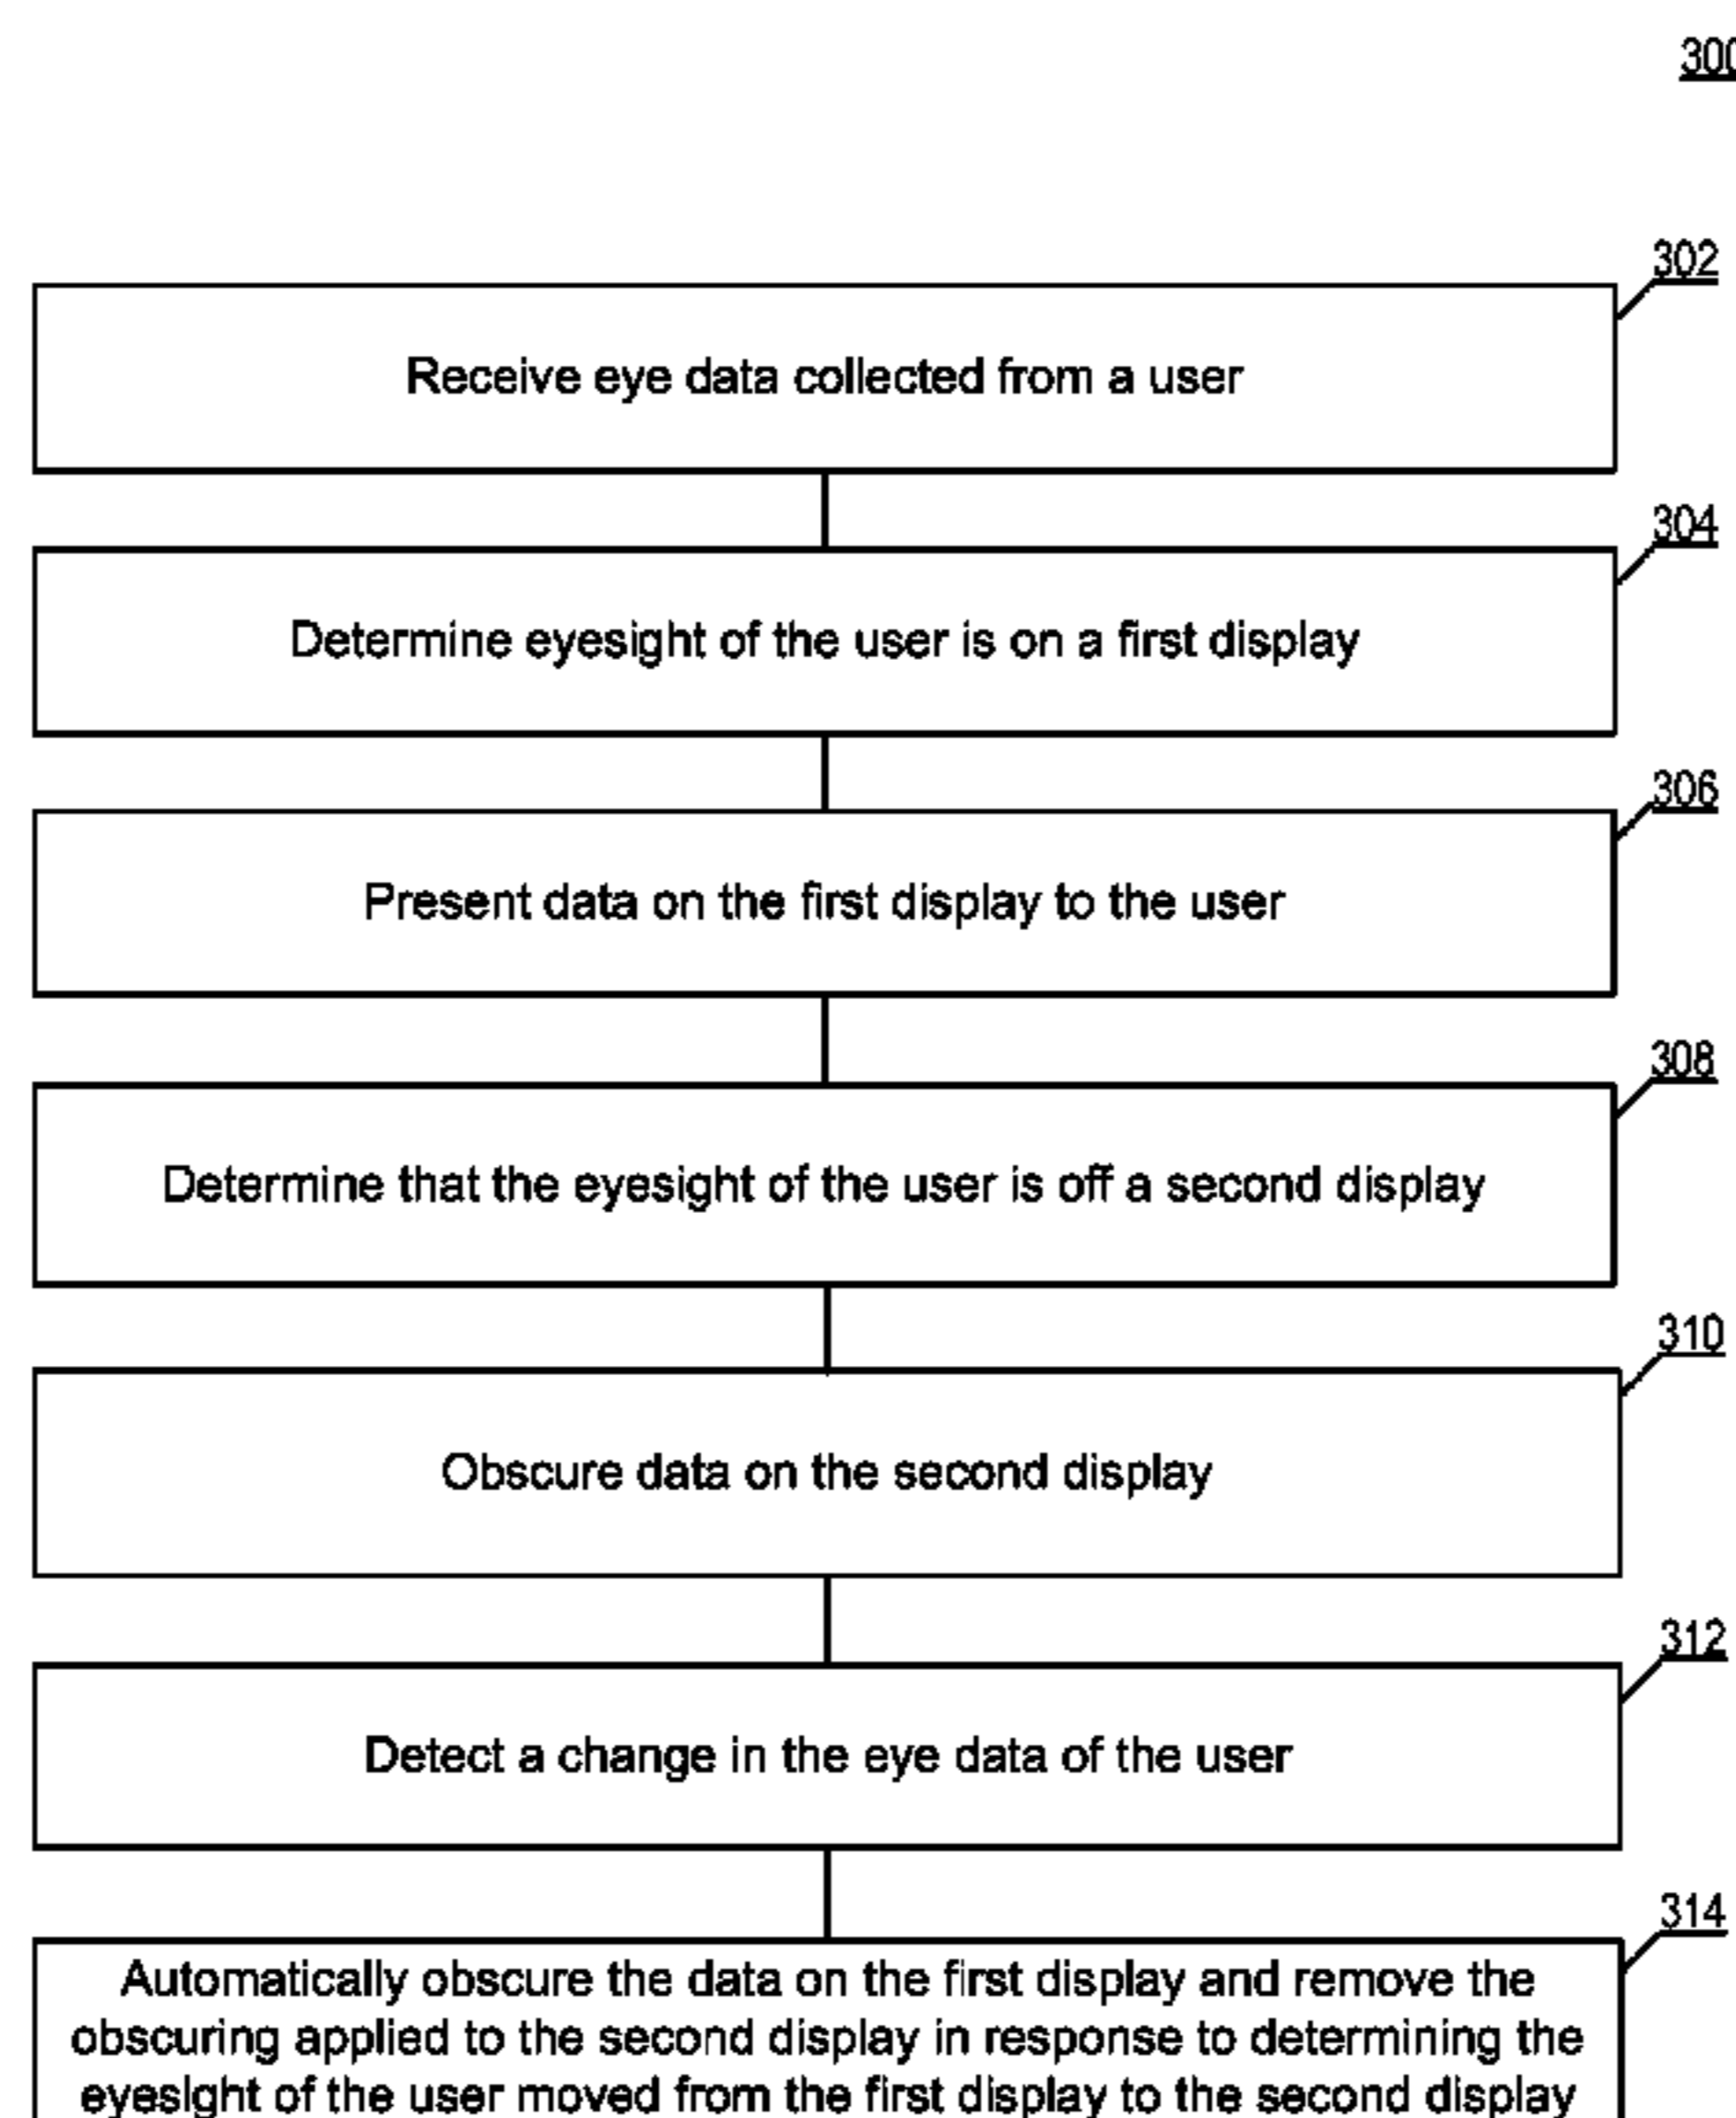 300
302
Receive eye data collected from a user
304
Determine eyesight of the user is on a first display
306
Present data on the first display to the user
308
Determine that the eyesight of the user is off a second display
310
Obscure data on the second display
312
Detect a change in the eye data of the user
314
Automatically obscure the data on the first display and remove the
obscuring applied to the second display in response to determining the
eyesight of the user moved from the first display to the second display